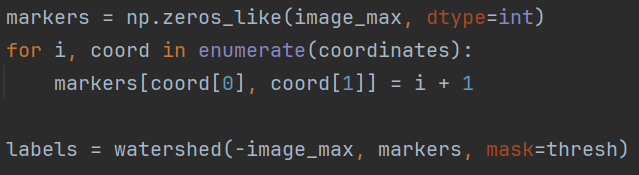 markers = np.zeros_like(image_max, dtype=int)
for i, coord in enumerate(coordinates):
    markers[coord[0], coord[1]] = i + 1
labels = watershed(-image_max, markers, mask=thresh)